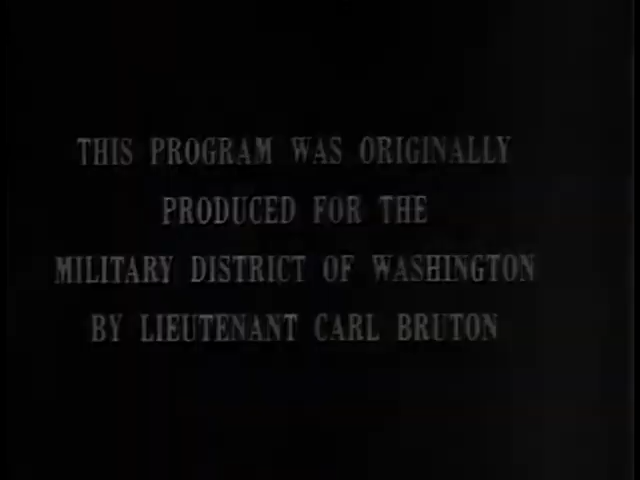 THIS PROGRAM WAS ORIGINALLY
PRODUCED FOR THE
MILITARY DISTRICT OF WASHINGTON
BY LIEUTENANT CARL BRUTON